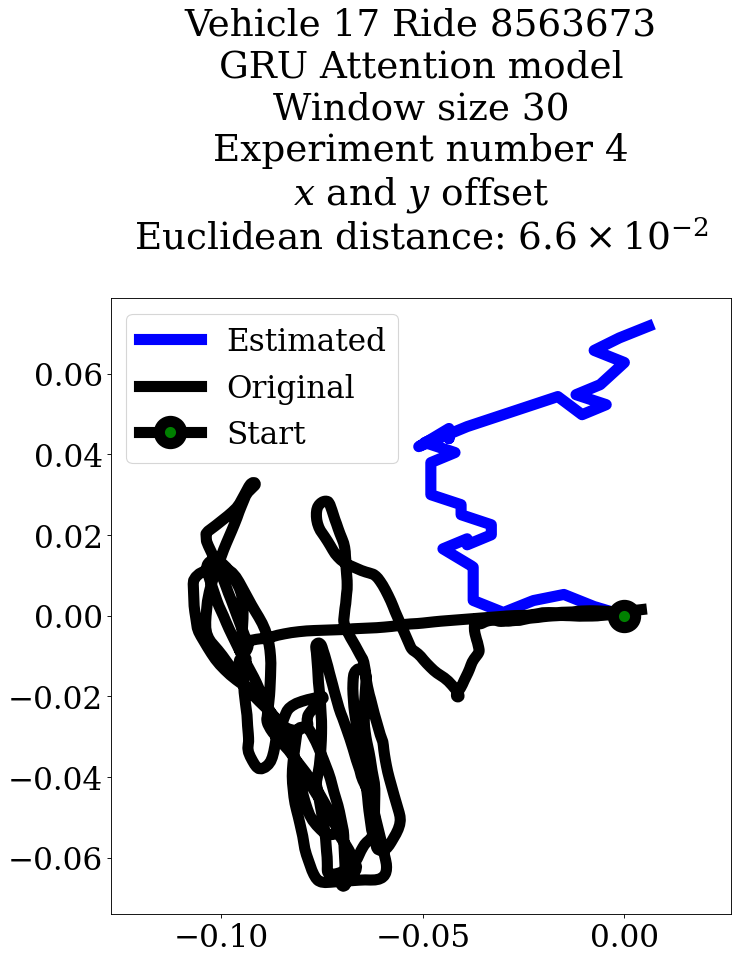 Vehicle 17 Ride 8563673
GRU Attention model
Window size 30
Experiment number 4
x and y offset
Euclidean distance: 6.6 × 10⁻²
Estimated
Original
Start
0.06
0.04
0.02
0.00
−0.02
−0.04
−0.06
−0.10 −0.05 0.00